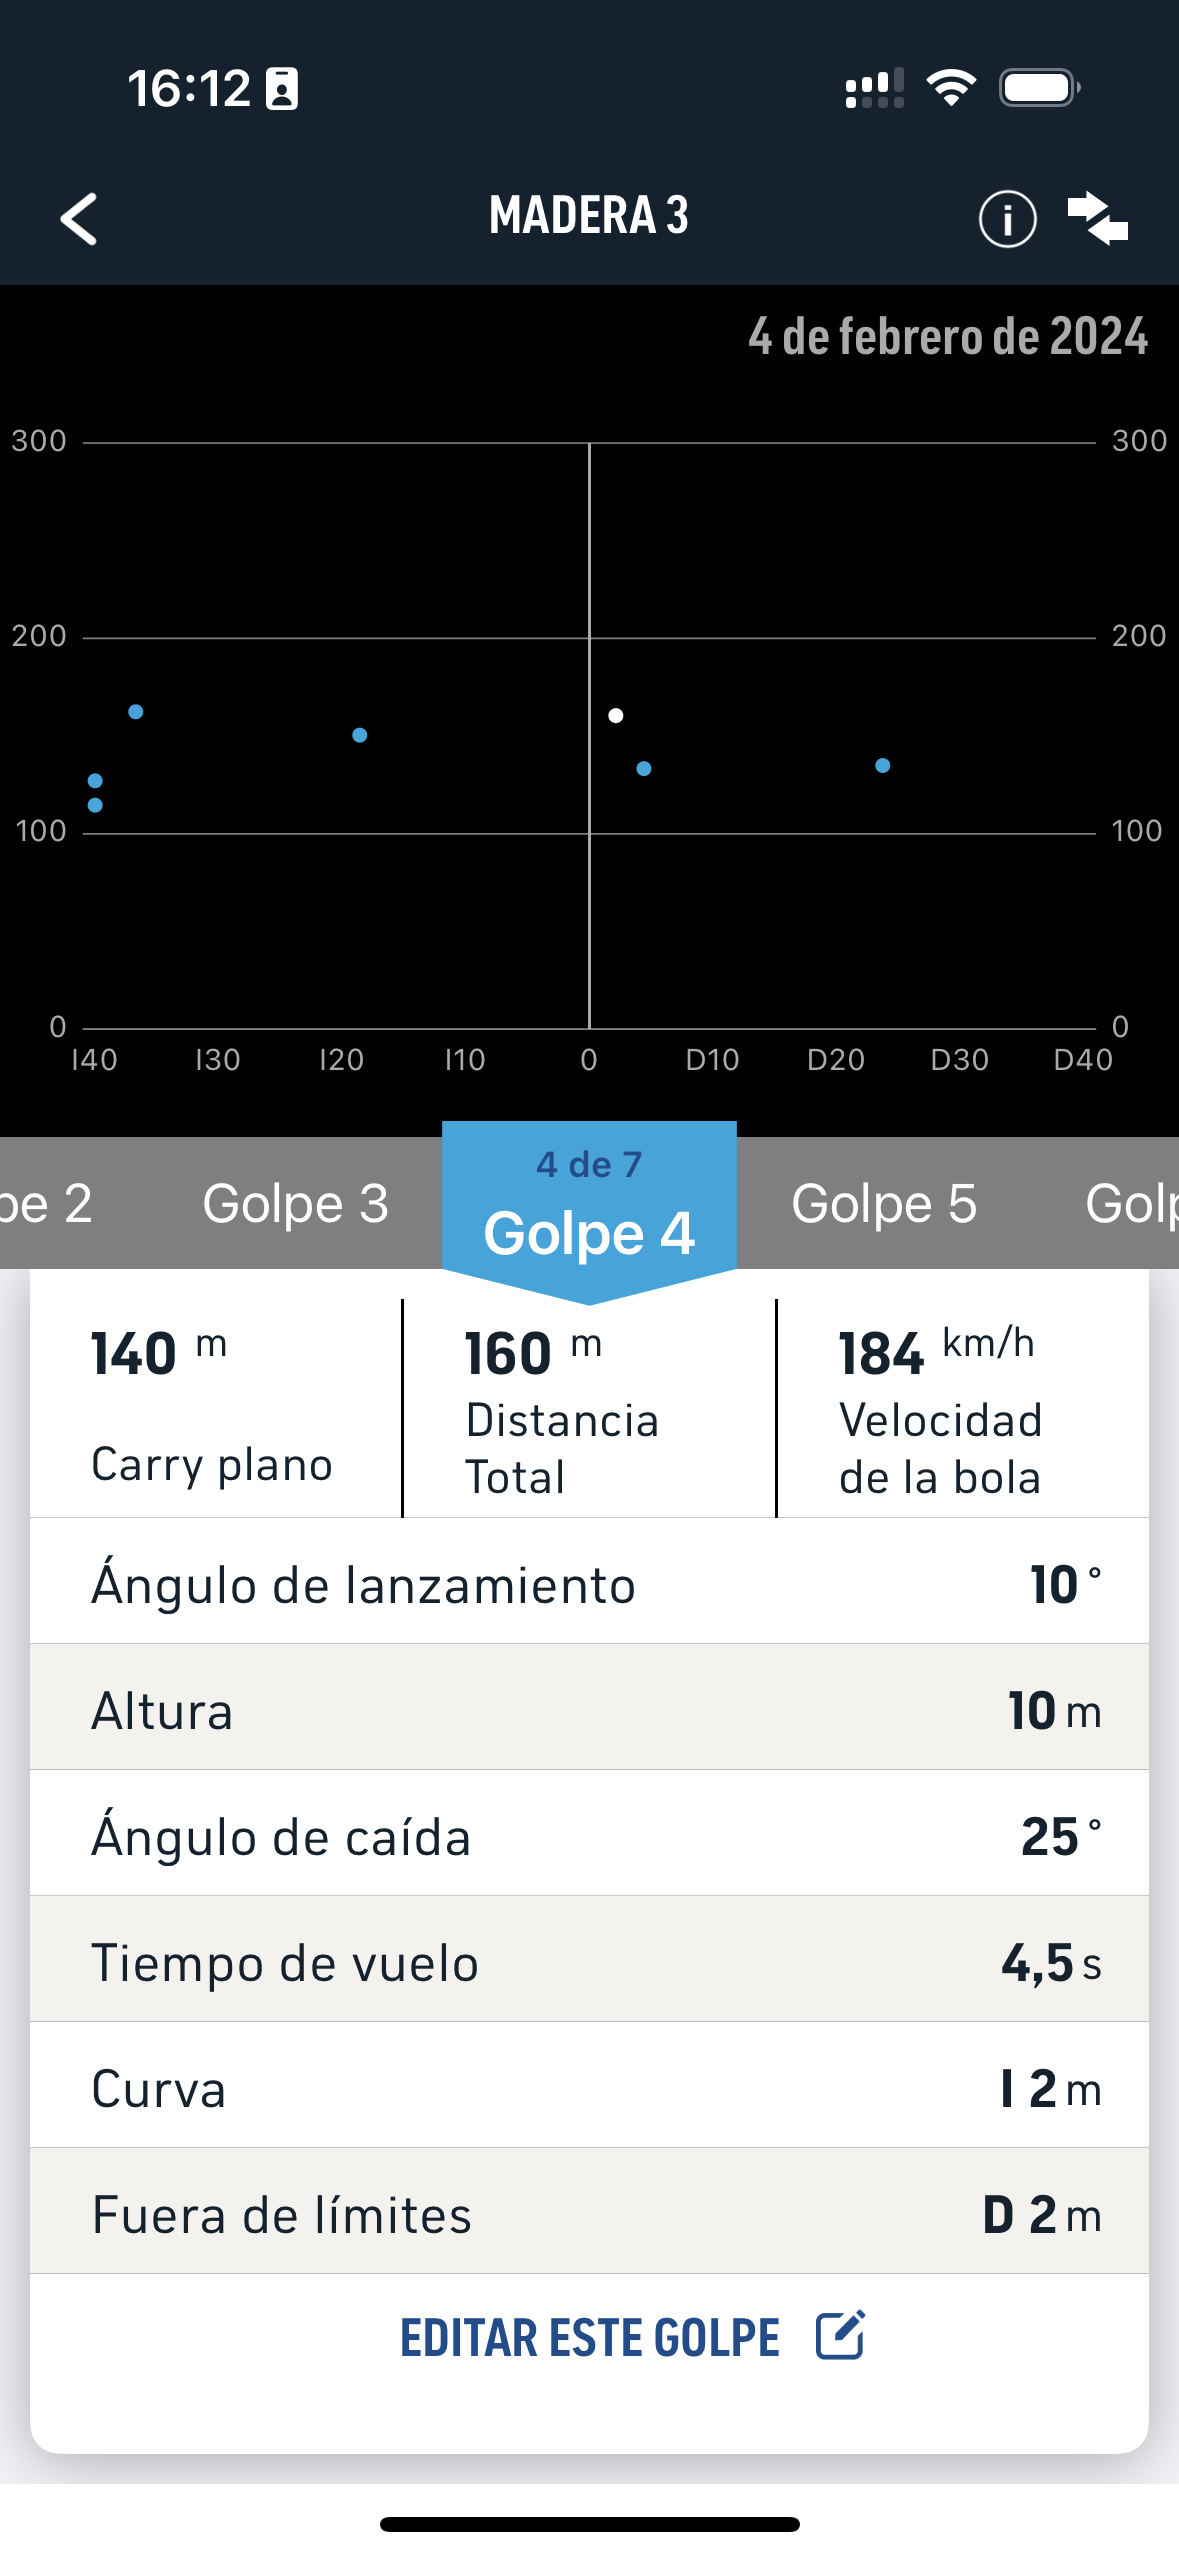 16:12
MADERA 3
i
4 de febrero de 2024
300 300
200 200
100 100
0 0
I40 I30 I20 I10 0 D10 D20 D30 D40
pe 2 Golpe 3 4 de 7 Golpe 5 Golp
Golpe 4
140 m 160 m 184 km/h
Carry plano Distancia Total Velocidad de la bola
Ángulo de lanzamiento 10 °
Altura 10 m
Ángulo de caída 25 °
Tiempo de vuelo 4,5 s
Curva I 2 m
Fuera de límites D 2 m
EDITAR ESTE GOLPE